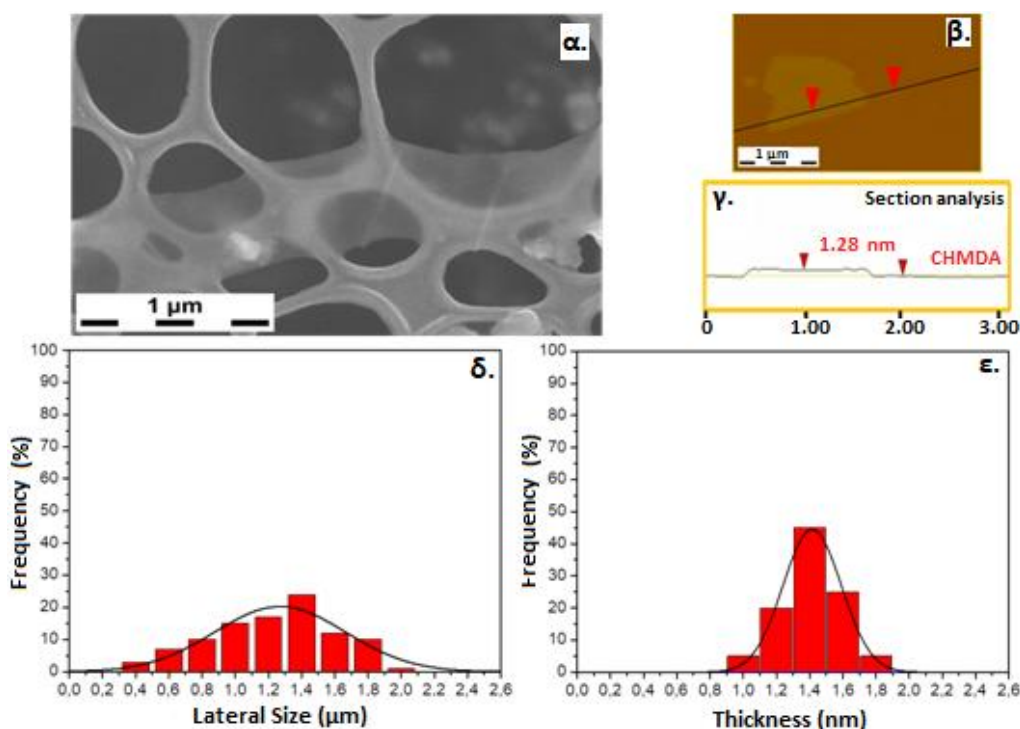 α.
1 µm
β.
1 µm
γ.
Section analysis
1.28 nm
CHMDA
0 1.00 2.00 3.00
δ.
Frequency (%)
100
90
80
70
60
50
40
30
20
10
0
0,0 0,2 0,4 0,6 0,8 1,0 1,2 1,4 1,6 1,8 2,0 2,2 2,4 2,6
Lateral Size (µm)
ε.
Frequency (%)
100
90
80
70
60
50
40
30
20
10
0
0,0 0,2 0,4 0,6 0,8 1,0 1,2 1,4 1,6 1,8 2,0 2,2 2,4 2,6
Thickness (nm)